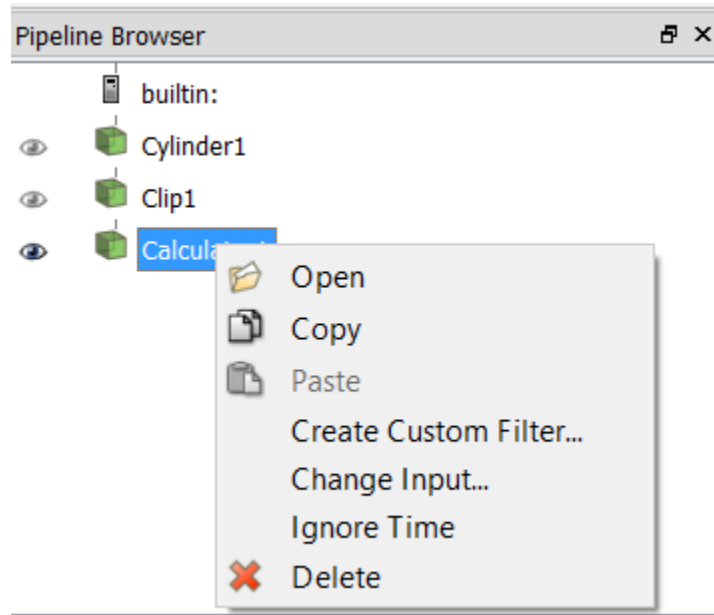 Pipeline Browser
builtin:
Cylinder1
Clip1
Open
Copy
Paste
Create Custom Filter...
Change Input...
Ignore Time
Delete